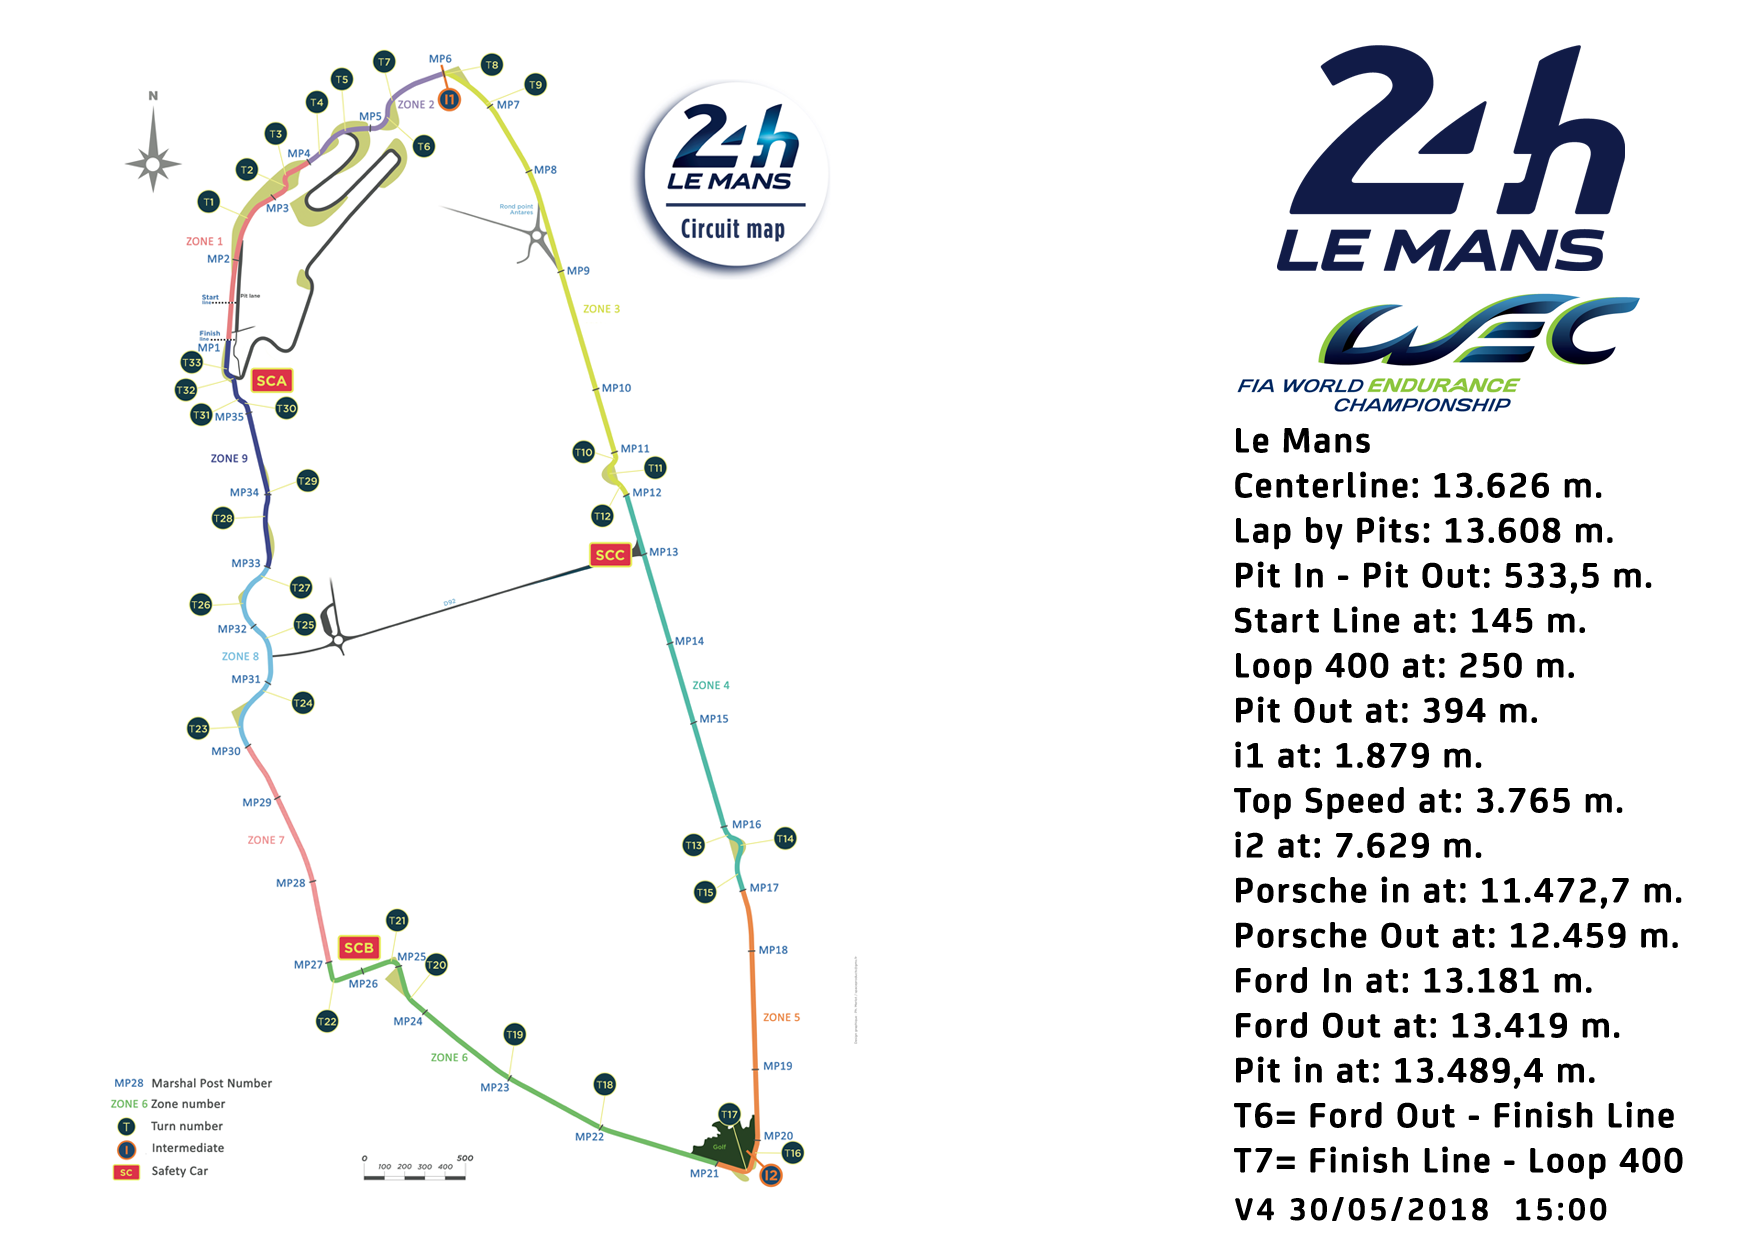 N
T1
T2
T3
T4
T5
T6
T7
T8
T9
MP1
MP2
MP3
MP4
MP5
MP6
MP7
MP8
MP9
MP10
MP11
MP12
MP13
MP14
MP15
MP16
MP17
MP18
MP19
MP20
MP21
MP22
MP23
MP24
MP25
MP26
MP27
MP28
MP29
MP30
MP31
MP32
MP33
MP34
MP35
I1
I2
ZONE 1
ZONE 2
ZONE 3
ZONE 4
ZONE 5
ZONE 6
ZONE 7
ZONE 8
ZONE 9
T10
T11
T12
T13
T14
T15
T16
T17
T18
T19
T20
T21
T22
T23
T24
T25
T26
T27
T28
T29
T30
T31
T32
T33
SCA
SCB
SCC
Start
line
Pit lane
Finish
line
Rond point
Antares
D92
Golf
24h
LE MANS
Circuit map
MP28 Marshal Post Number
ZONE 6 Zone number
T Turn number
I Intermediate
SC Safety Car
0 100 200 300 400 500
24h
LE MANS
WEC
FIA WORLD ENDURANCE
CHAMPIONSHIP
Le Mans
Centerline: 13.626 m.
Lap by Pits: 13.608 m.
Pit In - Pit Out: 533,5 m.
Start Line at: 145 m.
Loop 400 at: 250 m.
Pit Out at: 394 m.
i1 at: 1.879 m.
Top Speed at: 3.765 m.
i2 at: 7.629 m.
Porsche in at: 11.472,7 m.
Porsche Out at: 12.459 m.
Ford In at: 13.181 m.
Ford Out at: 13.419 m.
Pit in at: 13.489,4 m.
T6= Ford Out - Finish Line
T7= Finish Line - Loop 400
V4 30/05/2018 15:00